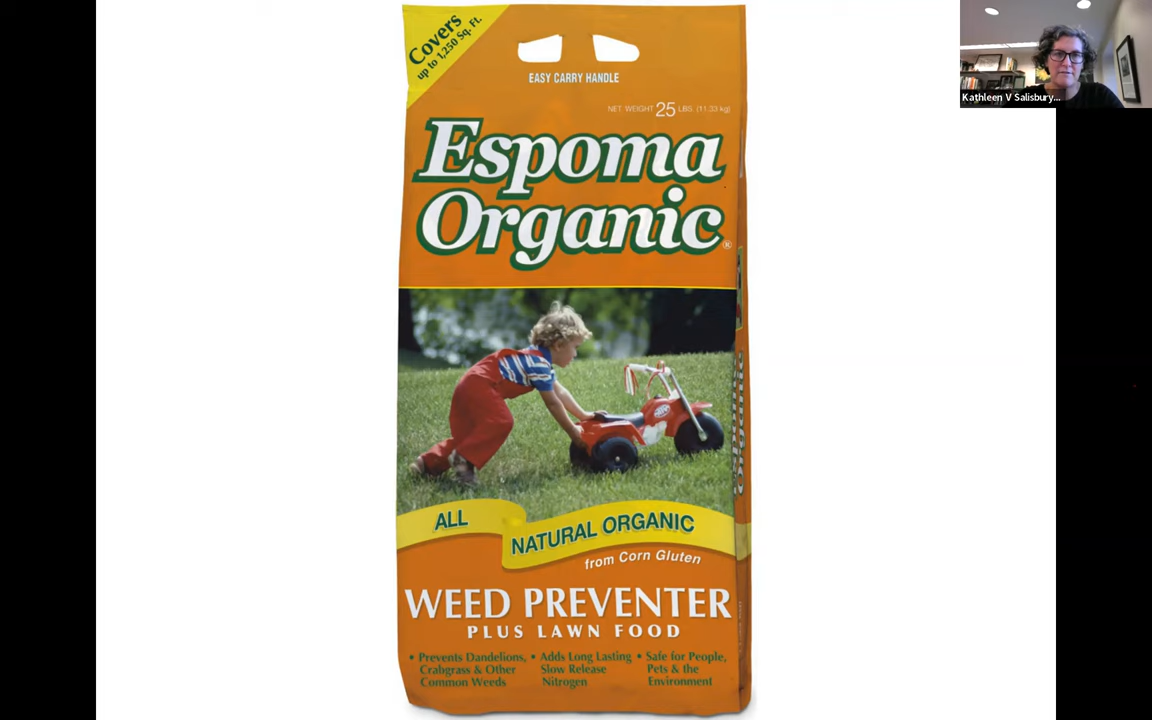 Covers
up to 1,250 Sq. Ft.
EASY CARRY HANDLE
NET WEIGHT 25 LBS. (11.33 kg)
Espoma
Organic®
ALL
NATURAL ORGANIC
from Corn Gluten
WEED PREVENTER
PLUS LAWN FOOD
• Prevents Dandelions,
Crabgrass & Other
Common Weeds
• Adds Long Lasting
Slow Release
Nitrogen
• Safe for People,
Pets & the
Environment
Organic
Kathleen V Salisbury...